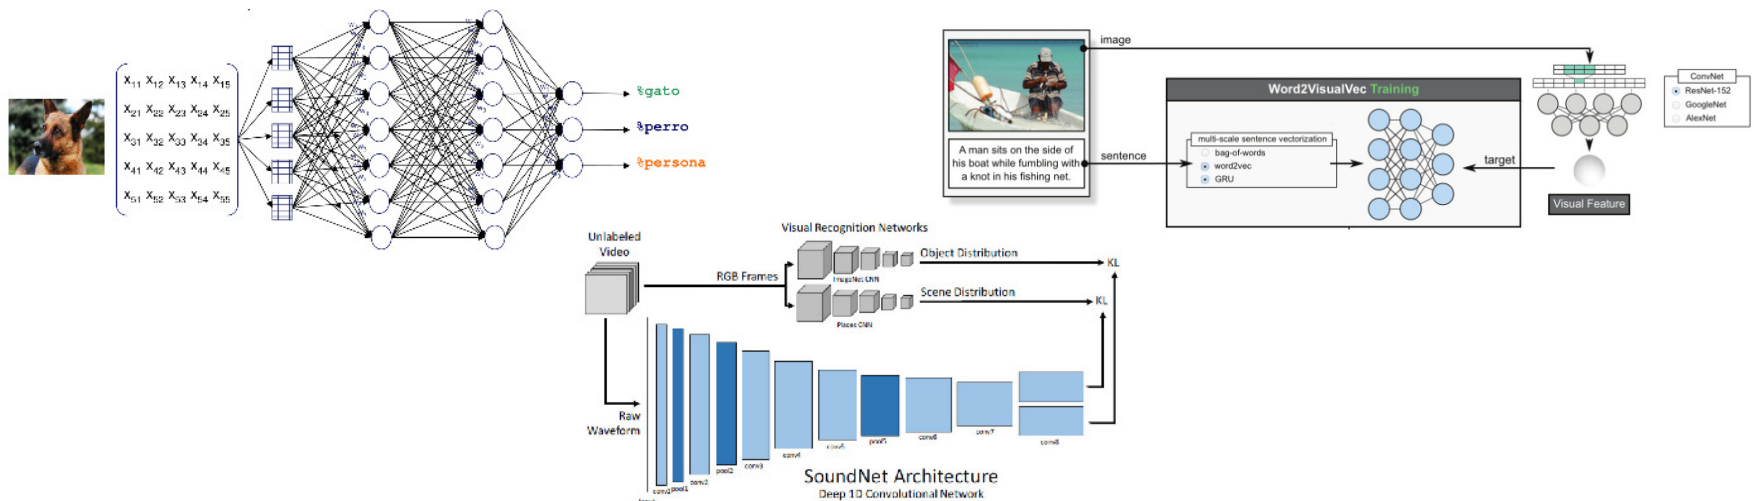 X11 X12 X13 X14 X15
X21 X22 X23 X24 X25
X31 X32 X33 X34 X35
X41 X42 X43 X44 X45
X51 X52 X53 X54 X55
%gato
%perro
%persona
image
A man sits on the side of
his boat while fumbling with
a knot in his fishing net.
sentence
Word2VisualVec Training
multi-scale sentence vectorization
bag-of-words
word2vec
GRU
target
ConvNet
ResNet-152
GoogleNet
AlexNet
Visual Feature
Unlabeled
Video
Visual Recognition Networks
RGB Frames
ImageNet CNN
Object Distribution
KL
Places CNN
Scene Distribution
KL
Raw
Waveform
conv1
pool1
conv2
pool2
conv3
conv4
conv5
pool5
conv6
conv7
conv8
SoundNet Architecture
Deep 1D Convolutional Network